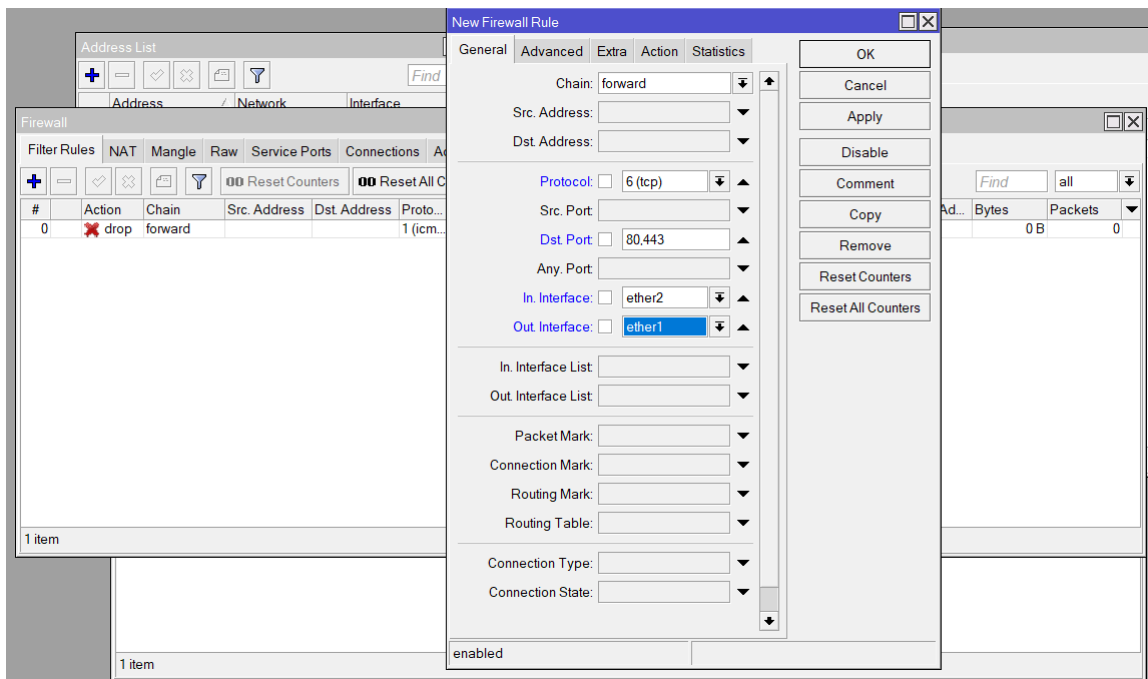 New Firewall Rule
General Advanced Extra Action Statistics
Chain: forward
Src. Address:
Dst. Address:
Protocol: 6 (tcp)
Src. Port:
Dst. Port: 80,443
Any. Port:
In. Interface: ether2
Out. Interface: ether1
In. Interface List:
Out. Interface List:
Packet Mark:
Connection Mark:
Routing Mark:
Routing Table:
Connection Type:
Connection State:
enabled
OK
Cancel
Apply
Disable
Comment
Copy
Remove
Reset Counters
Reset All Counters
Address List
Find
Address Network Interface
Firewall
Filter Rules NAT Mangle Raw Service Ports Connections
00 Reset Counters 00 Reset All C
Find all
# Action Chain Src. Address Dst. Address Proto... Ad... Bytes Packets
0 drop forward 1 (icm... 0 B 0
1 item
1 item